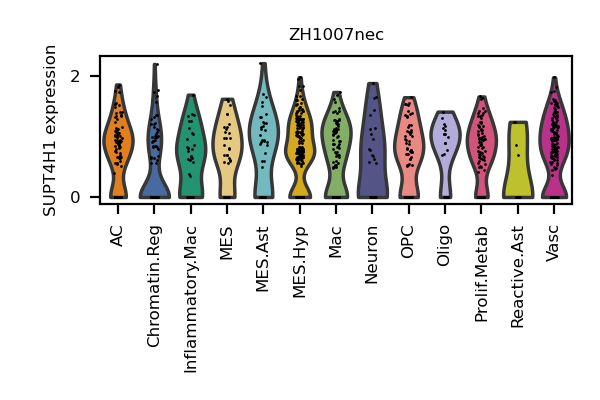 ZH1007nec
SUPT4H1 expression
2
0
AC
Chromatin.Reg
Inflammatory.Mac
MES
MES.Ast
MES.Hyp
Mac
Neuron
OPC
Oligo
Prolif.Metab
Reactive.Ast
Vasc